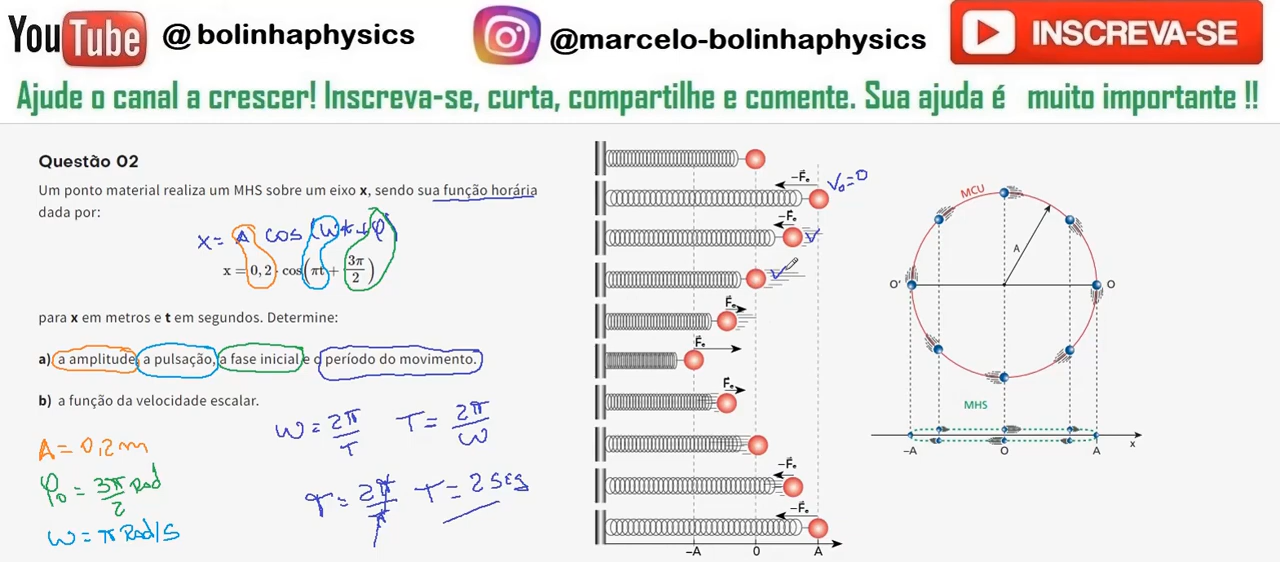 YouTube @bolinhaphysics @marcelo-bolinhaphysics INSCREVA-SE
Ajude o canal a crescer! Inscreva-se, curta, compartilhe e comente. Sua ajuda é muito importante !!
Questão 02
Um ponto material realiza um MHS sobre um eixo x, sendo sua função horária
dada por:
x = A cos (wt + φ)
x = 0,2 · cos(πt + 3π/2)
para x em metros e t em segundos. Determine:
a) a amplitude, a pulsação, a fase inicial e o período do movimento.
b) a função da velocidade escalar.
A = 0,2m
φ₀ = 3π/2 Rad
w = π Rad/s
w = 2π/T T = 2π/w
T = 2π/π T = 2 seg
-Fe V₀=0
-Fe V
V
Fe
Fe
Fe
-Fe
-Fe
-A 0 A
MCU
A
O' O
MHS
-A O A x